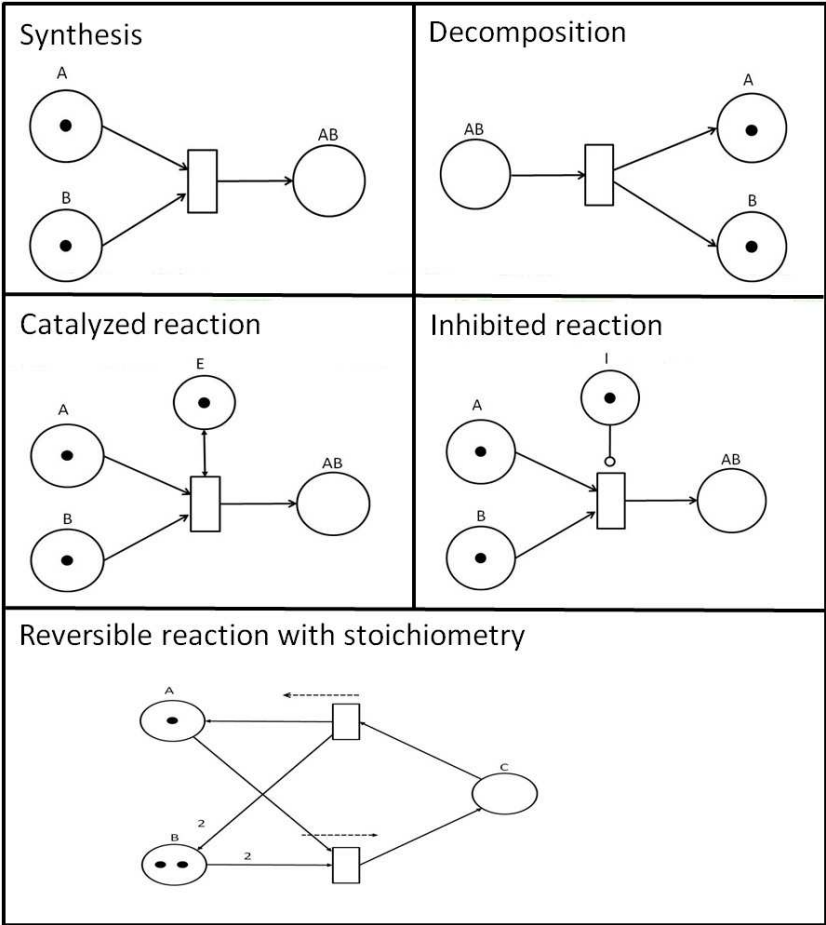 Synthesis
A
B
AB
Decomposition
AB
A
B
Catalyzed reaction
E
A
B
AB
Inhibited reaction
I
A
B
AB
Reversible reaction with stoichiometry
A
C
2
B
2